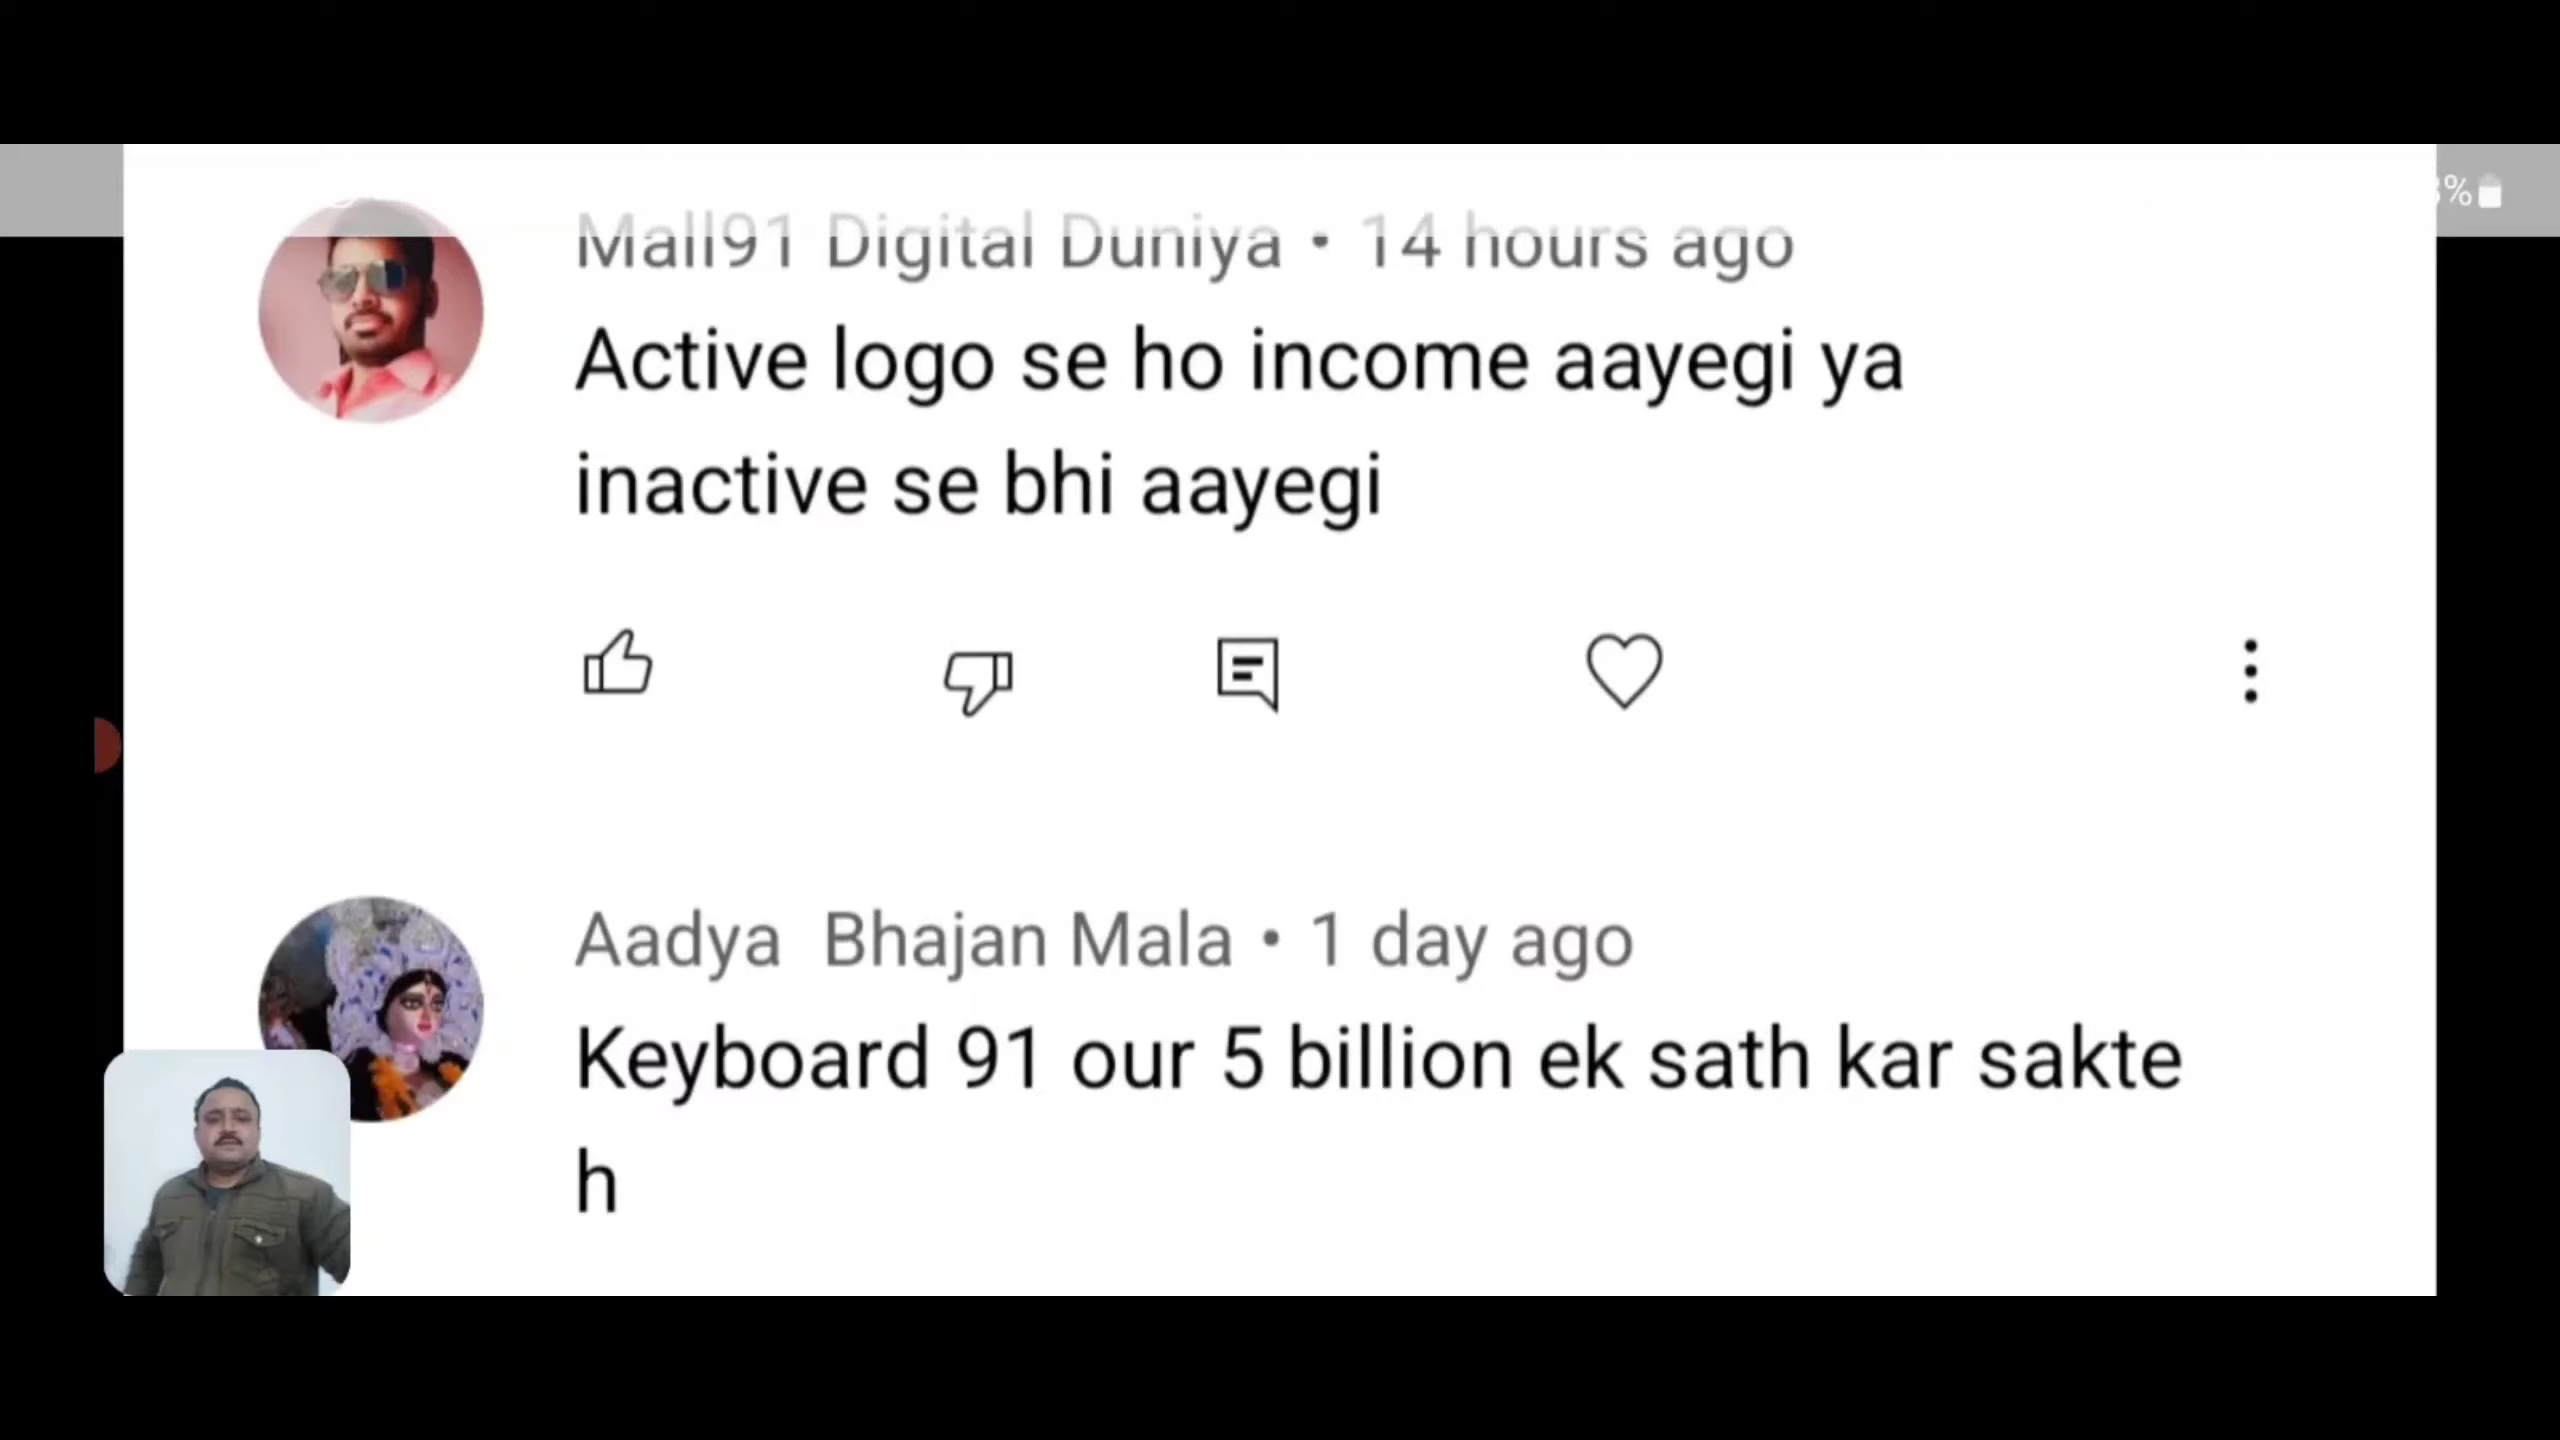 %
Mall91 Digital Duniya • 14 hours ago
Active logo se ho income aayegi ya
inactive se bhi aayegi
Aadya Bhajan Mala • 1 day ago
Keyboard 91 our 5 billion ek sath kar sakte
h